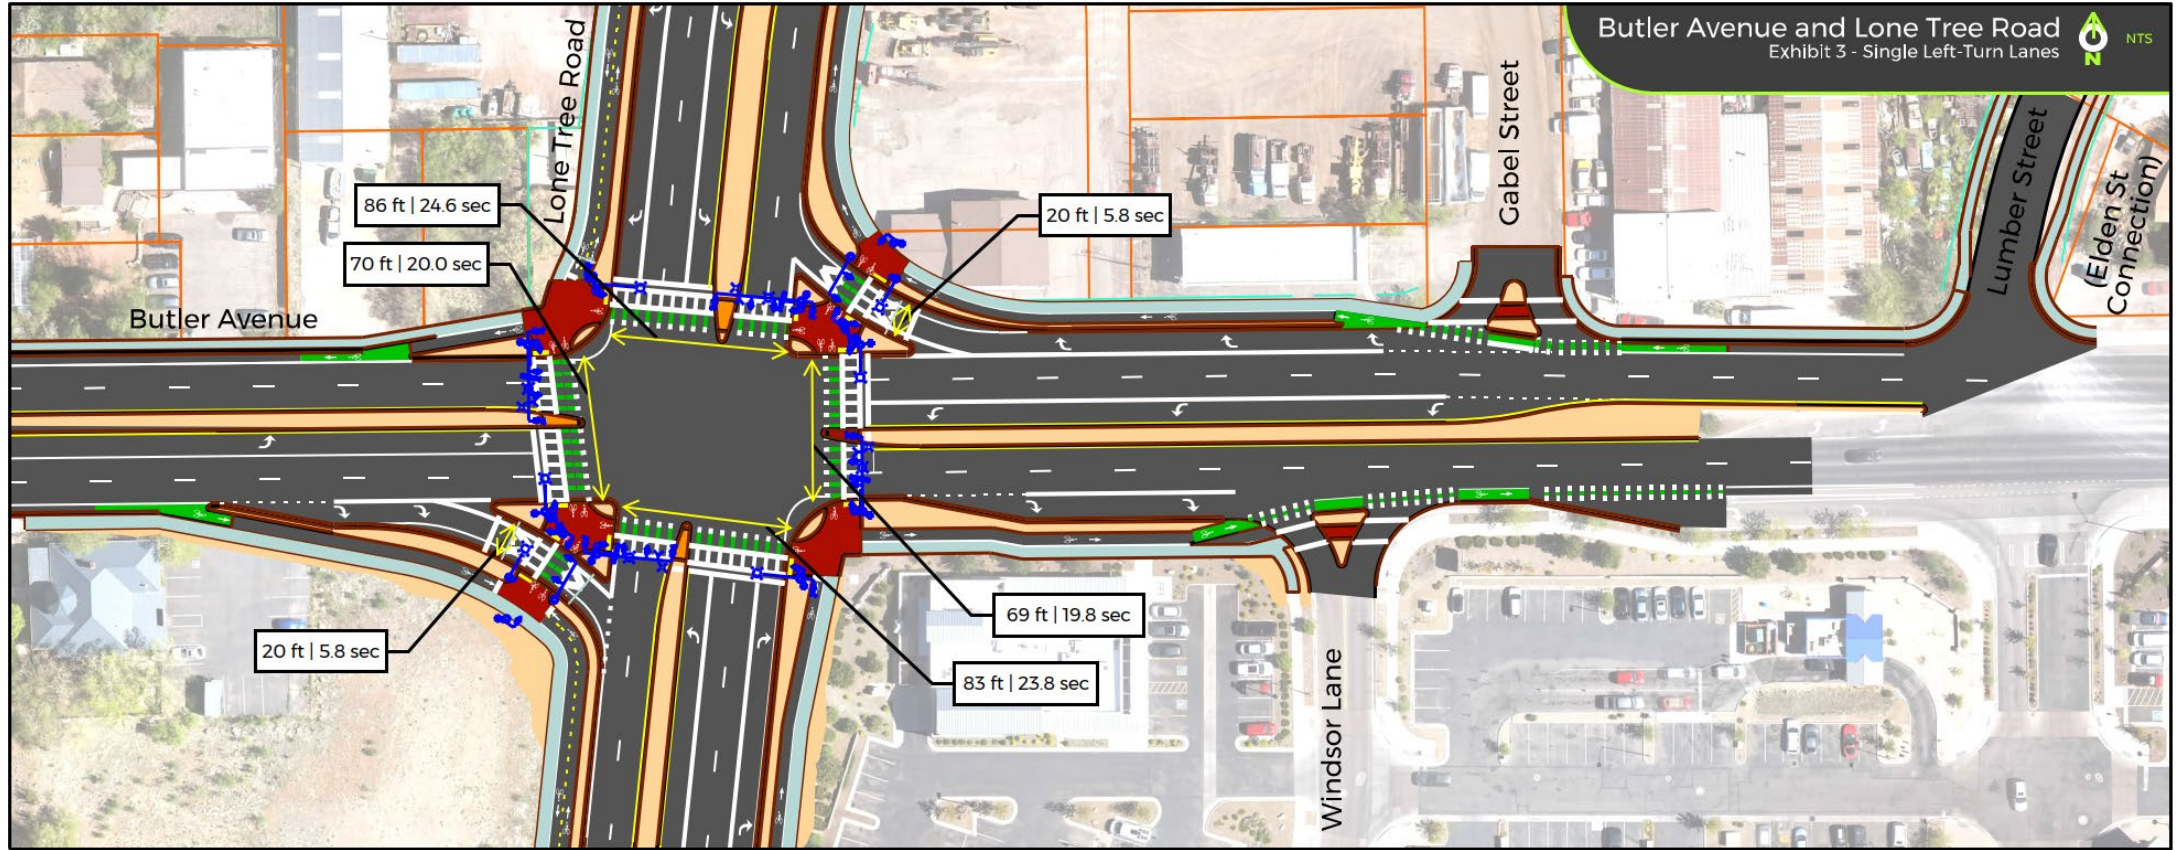 Butler Avenue and Lone Tree Road
Exhibit 3 - Single Left-Turn Lanes
N
NTS
Lone Tree Road
86 ft | 24.6 sec
70 ft | 20.0 sec
20 ft | 5.8 sec
Gabel Street
Lumber Street
(Elden St
Connection)
Butler Avenue
69 ft | 19.8 sec
20 ft | 5.8 sec
83 ft | 23.8 sec
Windsor Lane